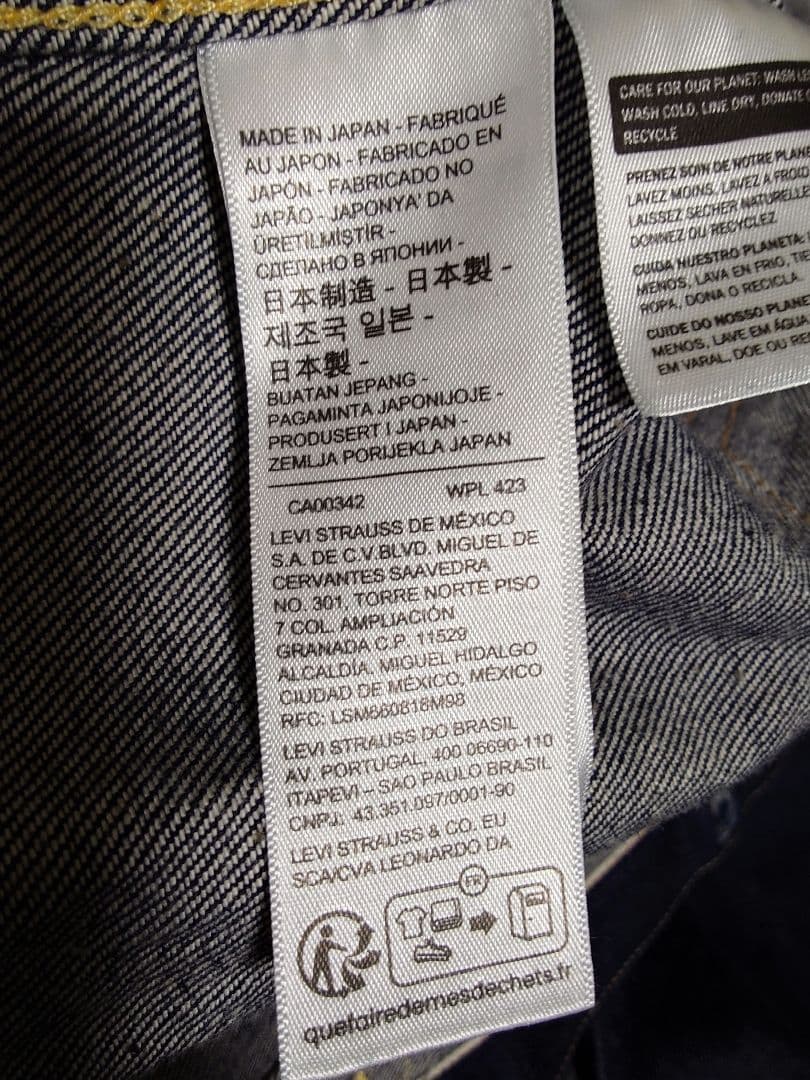 MADE IN JAPAN - FABRIQUÉ
AU JAPON - FABRICADO EN
JAPÓN - FABRICADO NO
JAPÃO - JAPONYA' DA
ÜRETİLMİŞTİR -
СДЕЛАНО В ЯПОНИИ -
日本制造 - 日本製 -
제조국 일본 -
日本製 -
BUATAN JEPANG -
PAGAMINTA JAPONIJOJE -
PRODUSERT I JAPAN -
ZEMLJA PORIJEKLA JAPAN
CA00342 WPL 423
LEVI STRAUSS DE MÉXICO
S.A. DE C.V.BLVD. MIGUEL DE
CERVANTES SAAVEDRA
NO. 301, TORRE NORTE PISO
7 COL. AMPLIACIÓN
GRANADA C.P. 11529
ALCALDÍA, MIGUEL HIDALGO
CIUDAD DE MÉXICO, MÉXICO
RFC: LSM660818M98
LEVI STRAUSS DO BRASIL
AV. PORTUGAL, 400 06690-110
ITAPEVI – SAO PAULO BRASIL
CNPJ: 43.351.097/0001-90
LEVI STRAUSS & CO. EU
SCA/CVA LEONARDO DA
FR
quefairedemesdechets.fr
CARE FOR OUR PLANET: WASH
WASH COLD, LINE DRY, DONATE
RECYCLE
PRENEZ SOIN DE NOTRE
LAVEZ MOINS, LAVEZ A FROID
LAISSEZ SÉCHER
DONNEZ OU RECYCLEZ
CUIDA NUESTRO PLANETA:
MENOS, LAVA EN FRIO,
ROPA, DONA O RECICLA
CUIDE DO NOSSO
MENOS, LAVE EM ÁGUA
EM VARAL, DOE OU